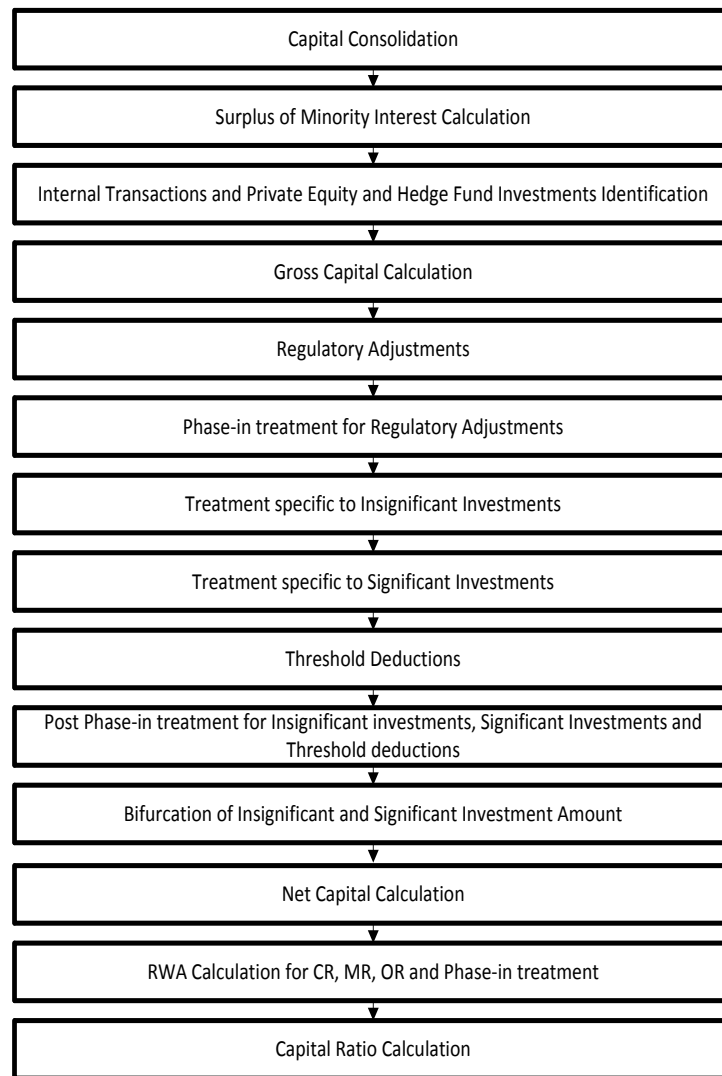 Capital Consolidation
Surplus of Minority Interest Calculation
Internal Transactions and Private Equity and Hedge Fund Investments Identification
Gross Capital Calculation
Regulatory Adjustments
Phase-in treatment for Regulatory Adjustments
Treatment specific to Insignificant Investments
Treatment specific to Significant Investments
Threshold Deductions
Post Phase-in treatment for Insignificant investments, Significant Investments and
Threshold deductions
Bifurcation of Insignificant and Significant Investment Amount
Net Capital Calculation
RWA Calculation for CR, MR, OR and Phase-in treatment
Capital Ratio Calculation